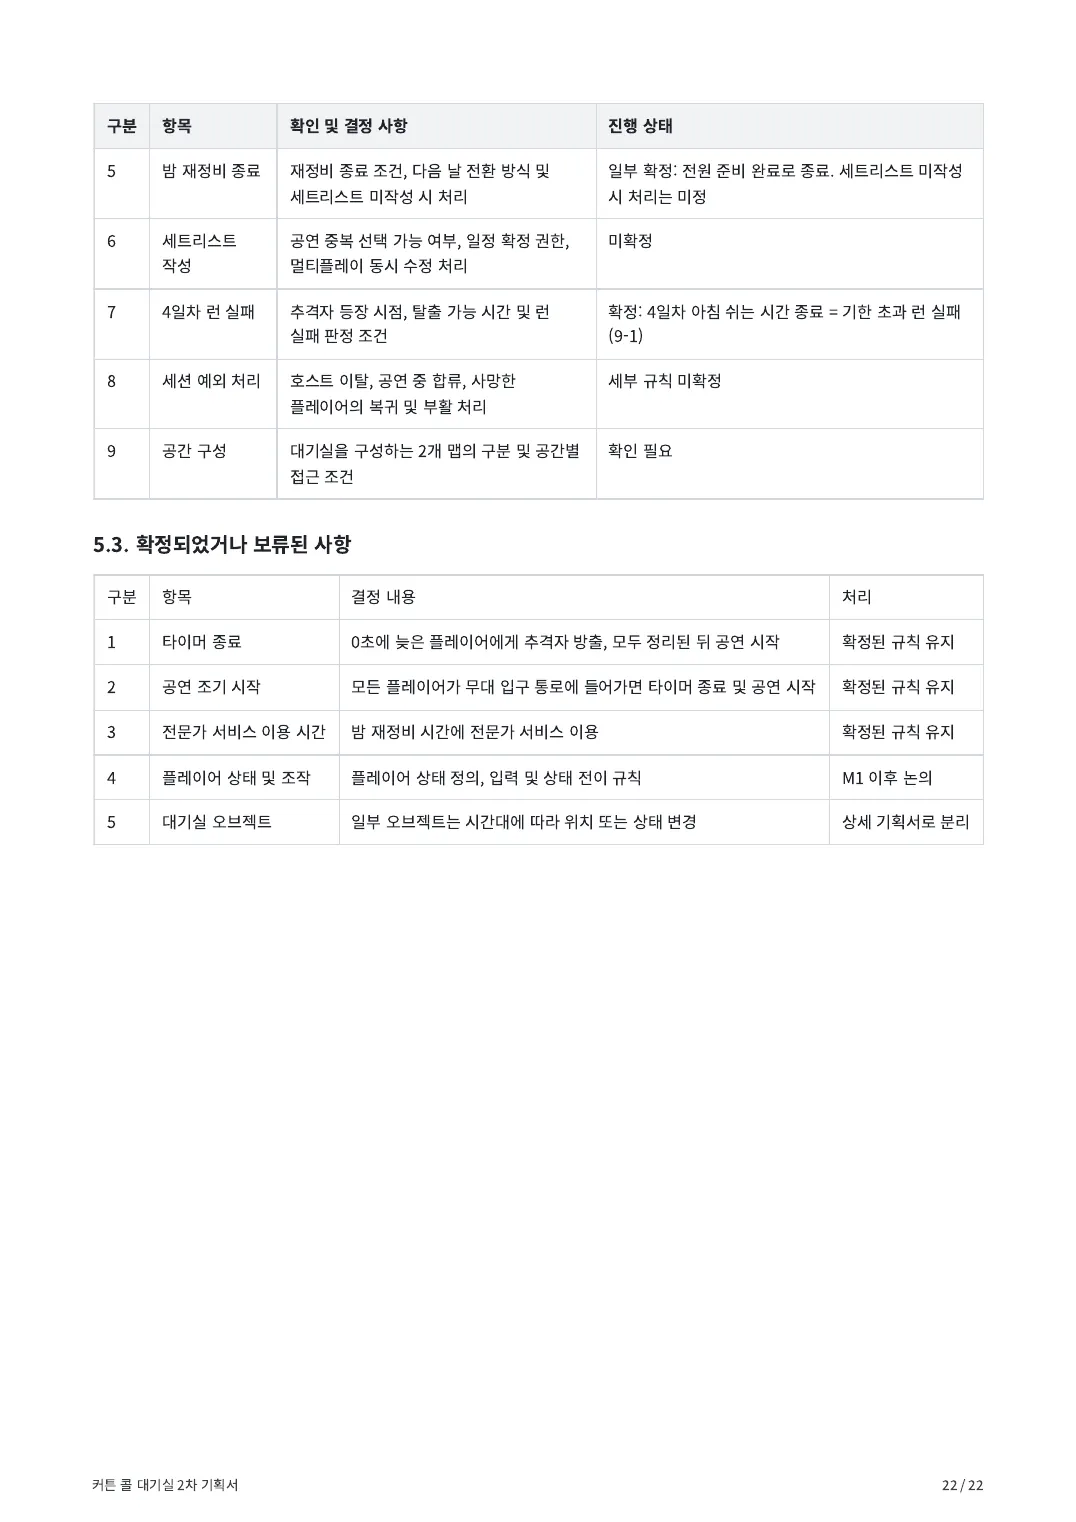 구분 항목 확인 및 결정 사항 진행 상태
5 밤 재정비 종료 재정비 종료 조건, 다음 날 전환 방식 및 일부 확정: 전원 준비 완료로 종료. 세트리스트 미작성
세트리스트 미작성 시 처리 시 처리는 미정
6 세트리스트 공연 중복 선택 가능 여부, 일정 확정 권한, 미확정
작성 멀티플레이 동시 수정 처리
7 4일차 런 실패 추격자 등장 시점, 탈출 가능 시간 및 런 확정: 4일차 아침 쉬는 시간 종료 = 기한 초과 런 실패
실패 판정 조건 (9-1)
8 세션 예외 처리 호스트 이탈, 공연 중 합류, 사망한 세부 규칙 미확정
플레이어의 복귀 및 부활 처리
9 공간 구성 대기실을 구성하는 2개 맵의 구분 및 공간별 확인 필요
접근 조건
5.3. 확정되었거나 보류된 사항
구분 항목 결정 내용 처리
1 타이머 종료 0초에 늦은 플레이어에게 추격자 방출, 모두 정리된 뒤 공연 시작 확정된 규칙 유지
2 공연 조기 시작 모든 플레이어가 무대 입구 통로에 들어가면 타이머 종료 및 공연 시작 확정된 규칙 유지
3 전문가 서비스 이용 시간 밤 재정비 시간에 전문가 서비스 이용 확정된 규칙 유지
4 플레이어 상태 및 조작 플레이어 상태 정의, 입력 및 상태 전이 규칙 M1 이후 논의
5 대기실 오브젝트 일부 오브젝트는 시간대에 따라 위치 또는 상태 변경 상세 기획서로 분리
커튼 콜 대기실 2차 기획서 22 / 22